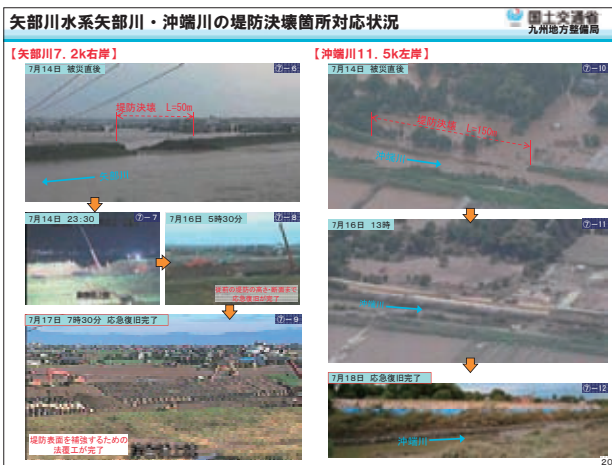 矢部川水系矢部川・沖端川の堤防決壊箇所対応状況
国土交通省
九州地方整備局
【矢部川7．2k右岸】
7月14日 被災直後
⑦－6
堤防決壊 L=50m
7月14日 23:30
⑦－7
7月16日 5時30分
⑦－8
従前の堤防の高さ・断面まで
応急復旧が完了
7月17日 7時30分 応急復旧完了
⑦－9
堤防表面を補強するための
法覆工が完了
【沖端川11．5k左岸】
7月14日 被災直後
⑦－10
堤防決壊 L=150m
沖端川
7月16日 13時
⑦－11
7月18日 応急復旧完了
⑦－12
沖端川
20